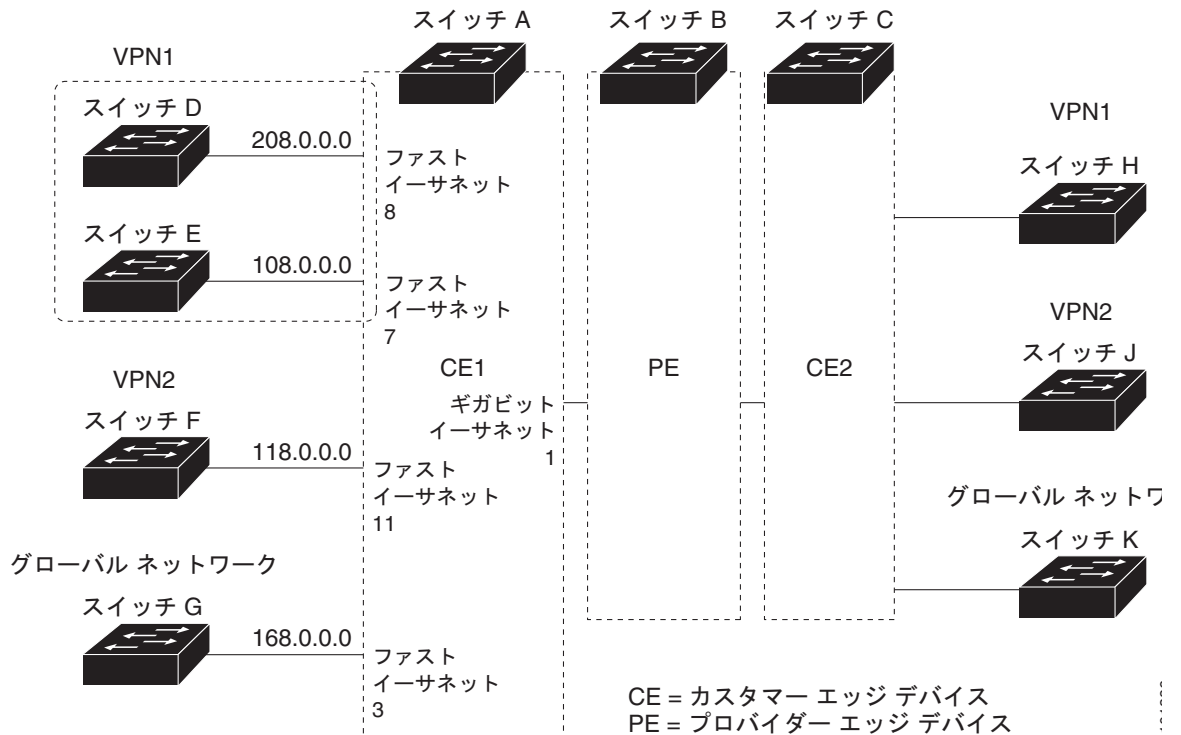 スイッチ A
スイッチ B
スイッチ C
VPN1
スイッチ D
208.0.0.0
ファスト
イーサネット
8
スイッチ E
108.0.0.0
ファスト
イーサネット
7
VPN2
スイッチ F
118.0.0.0
ファスト
イーサネット
11
グローバル ネットワーク
スイッチ G
168.0.0.0
ファスト
イーサネット
3
CE1
ギガビット
イーサネット
1
PE
CE2
VPN1
スイッチ H
VPN2
スイッチ J
グローバル ネットワ
スイッチ K
CE = カスタマー エッジ デバイス
PE = プロバイダー エッジ デバイス